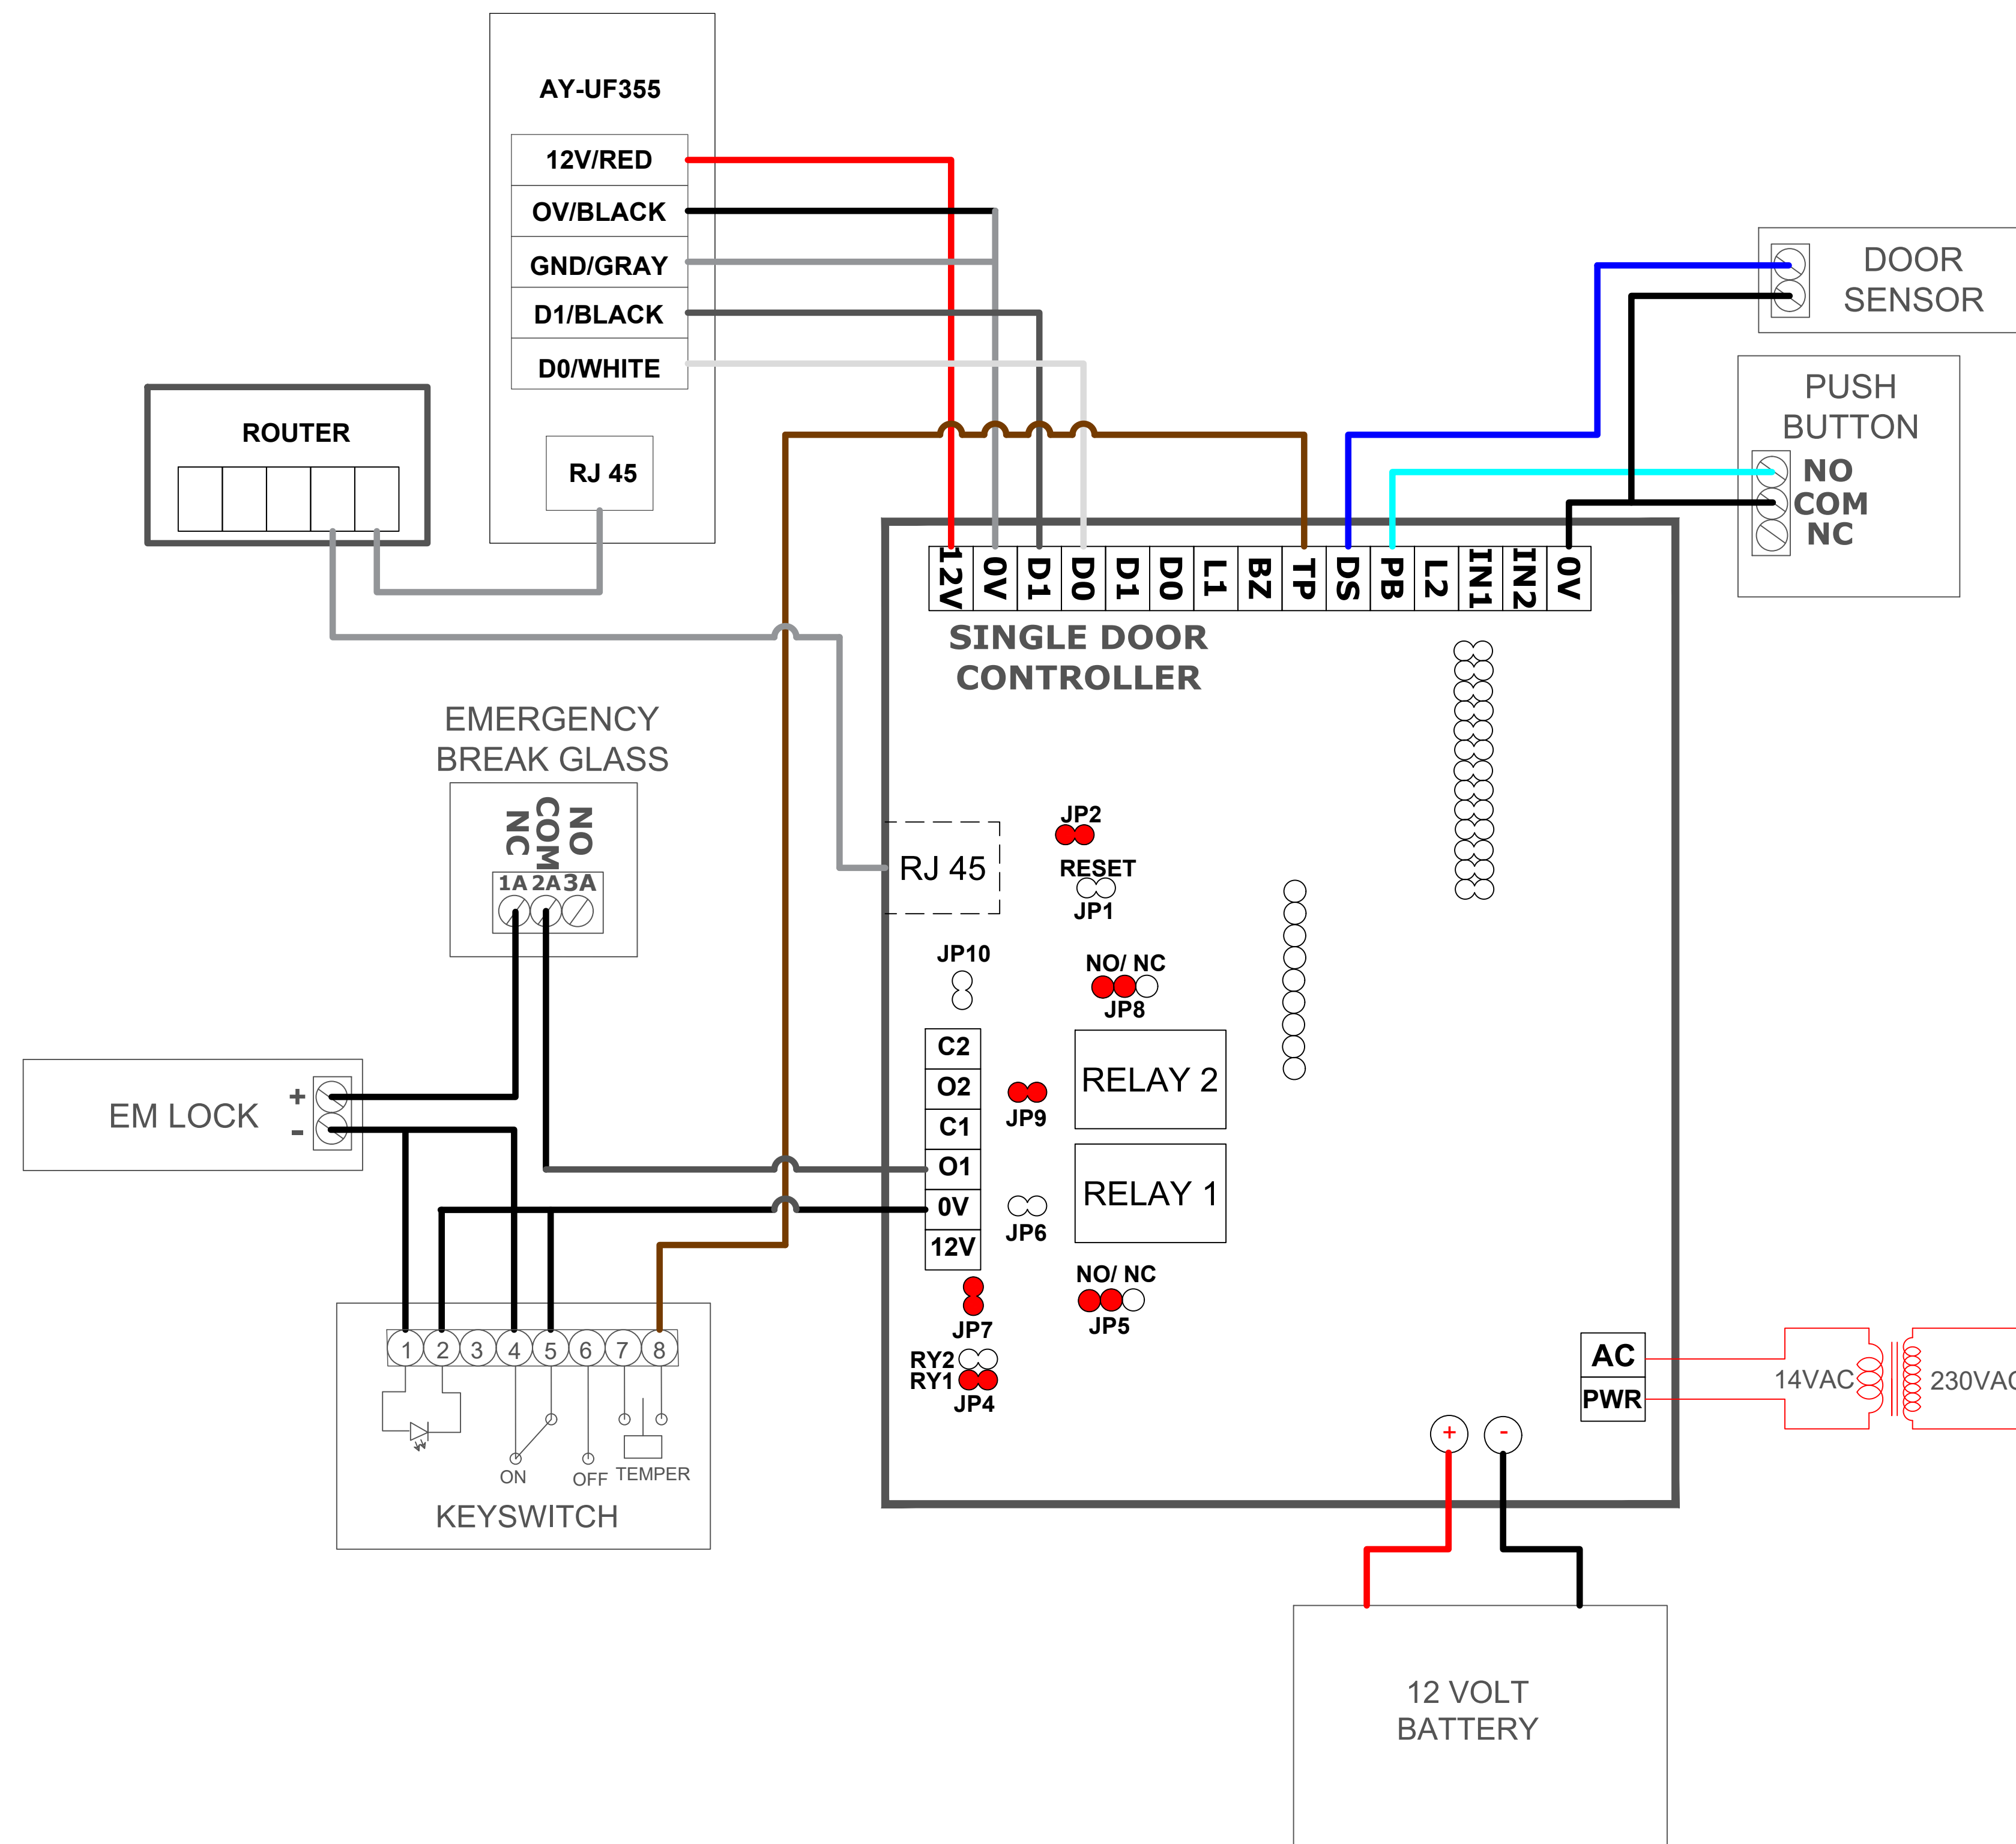 AY-UF355
12V/RED
OV/BLACK
GND/GRAY
D1/BLACK
D0/WHITE
RJ 45
ROUTER
DOOR
SENSOR
PUSH
BUTTON
NO
COM
NC
12V 0V D1 D0 D1 D0 L1 BZ TP DS PB L2 IN1 IN2 0V
SINGLE DOOR
CONTROLLER
EMERGENCY
BREAK GLASS
NC COM NO
1A 2A 3A
RJ 45
JP2
RESET
JP1
JP10
NO/ NC
JP8
C2
O2
C1
O1
0V
12V
RELAY 2
JP9
RELAY 1
JP6
NO/ NC
JP5
JP7
RY2
RY1
JP4
EM LOCK
+
-
1 2 3 4 5 6 7 8
ON
OFF
TEMPER
KEYSWITCH
AC
PWR
14VAC
230VAC
+ -
12 VOLT
BATTERY